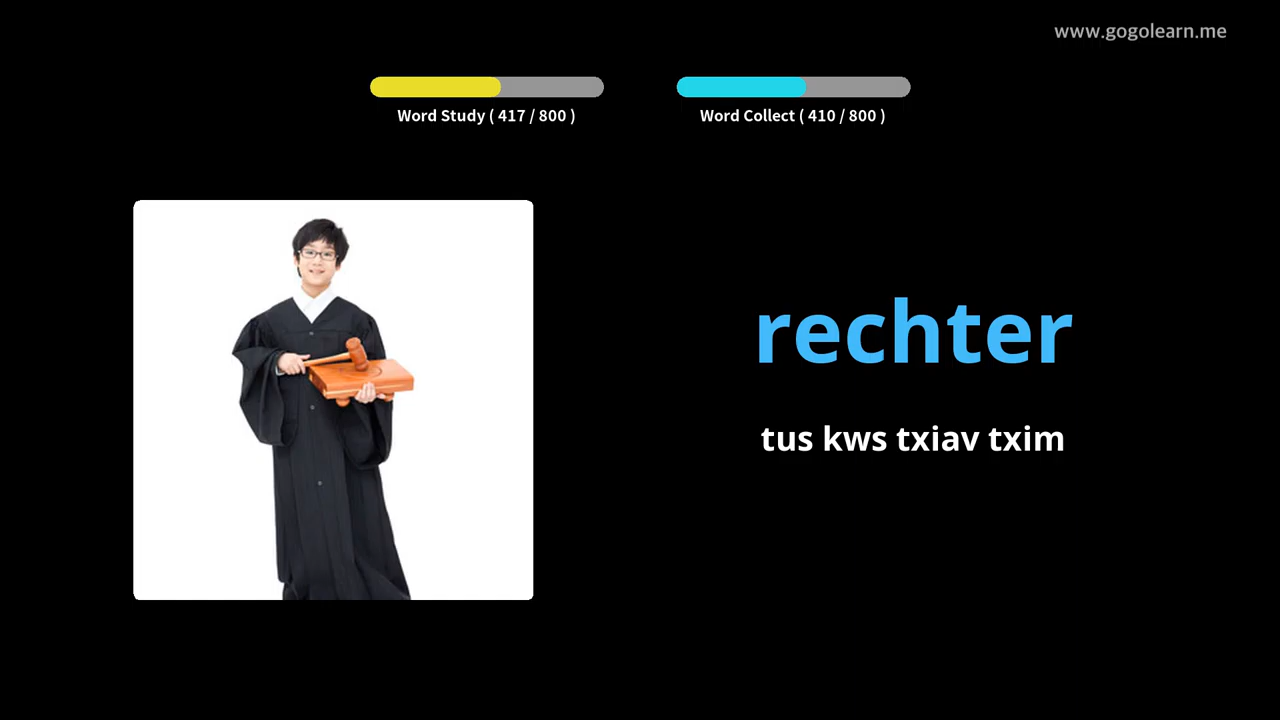 www.gogolearn.me
Word Study ( 417 / 800 )
Word Collect ( 410 / 800 )
rechter
tus kws txiav txim